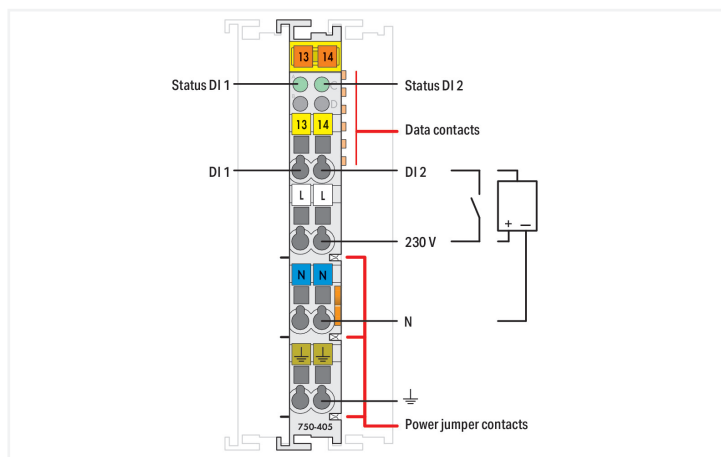 13 14
Status DI 1
Status DI 2
C
D
Data contacts
13 14
DI 1
DI 2
L L
+ –
230 V
N N
N
750-405
Power jumper contacts